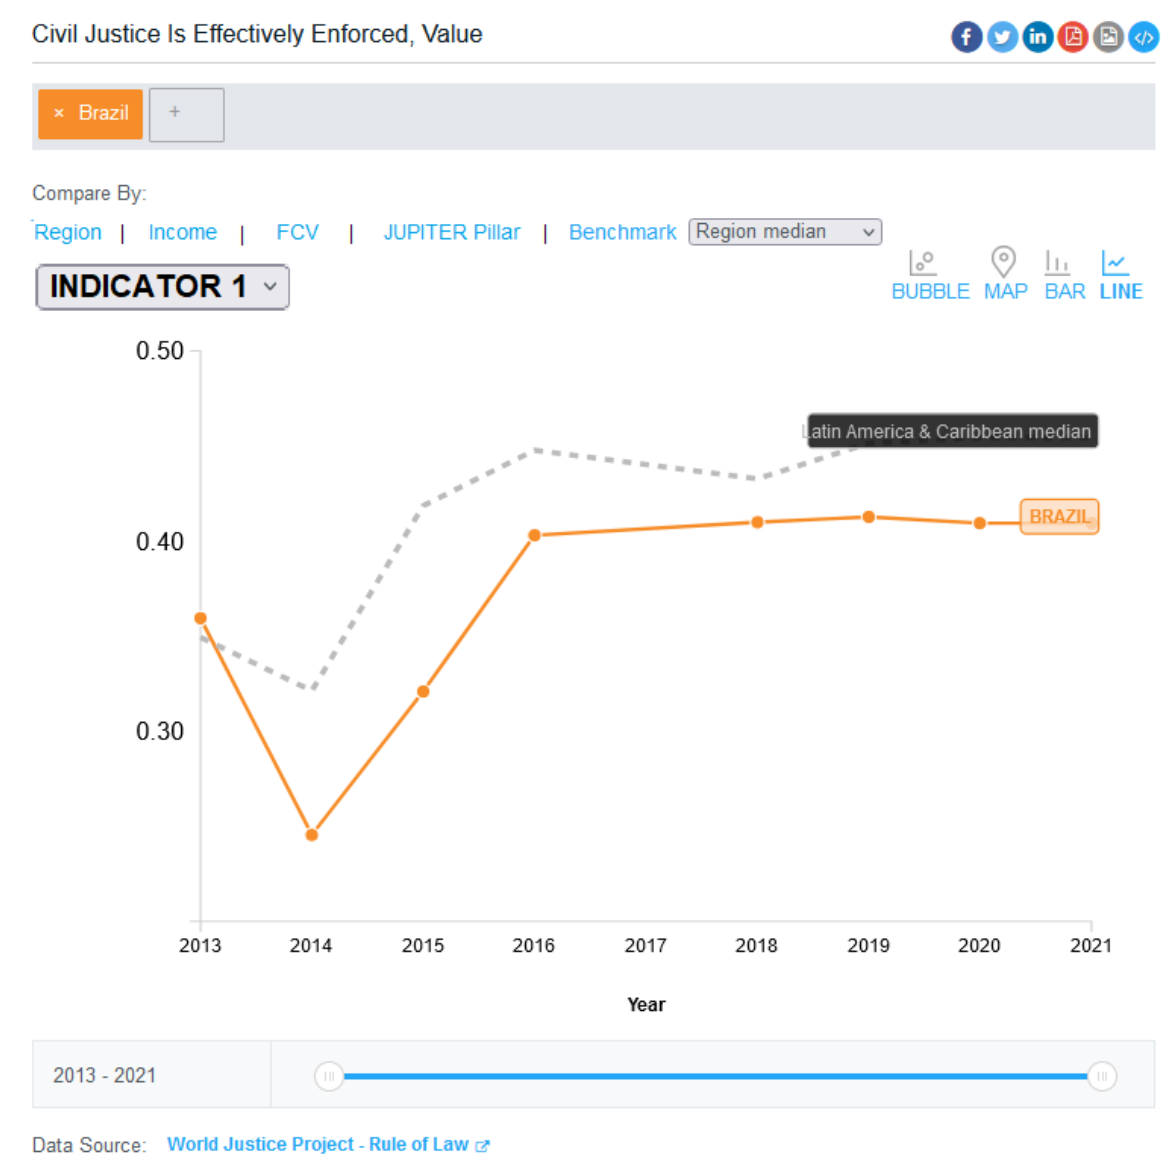 Civil Justice Is Effectively Enforced, Value
× Brazil +
Compare By:
Region | Income | FCV | JUPITER Pillar | Benchmark Region median
INDICATOR 1
BUBBLE MAP BAR LINE
0.50
Latin America & Caribbean median
BRAZIL
0.40
0.30
2013 2014 2015 2016 2017 2018 2019 2020 2021
Year
2013 - 2021
Data Source: World Justice Project - Rule of Law